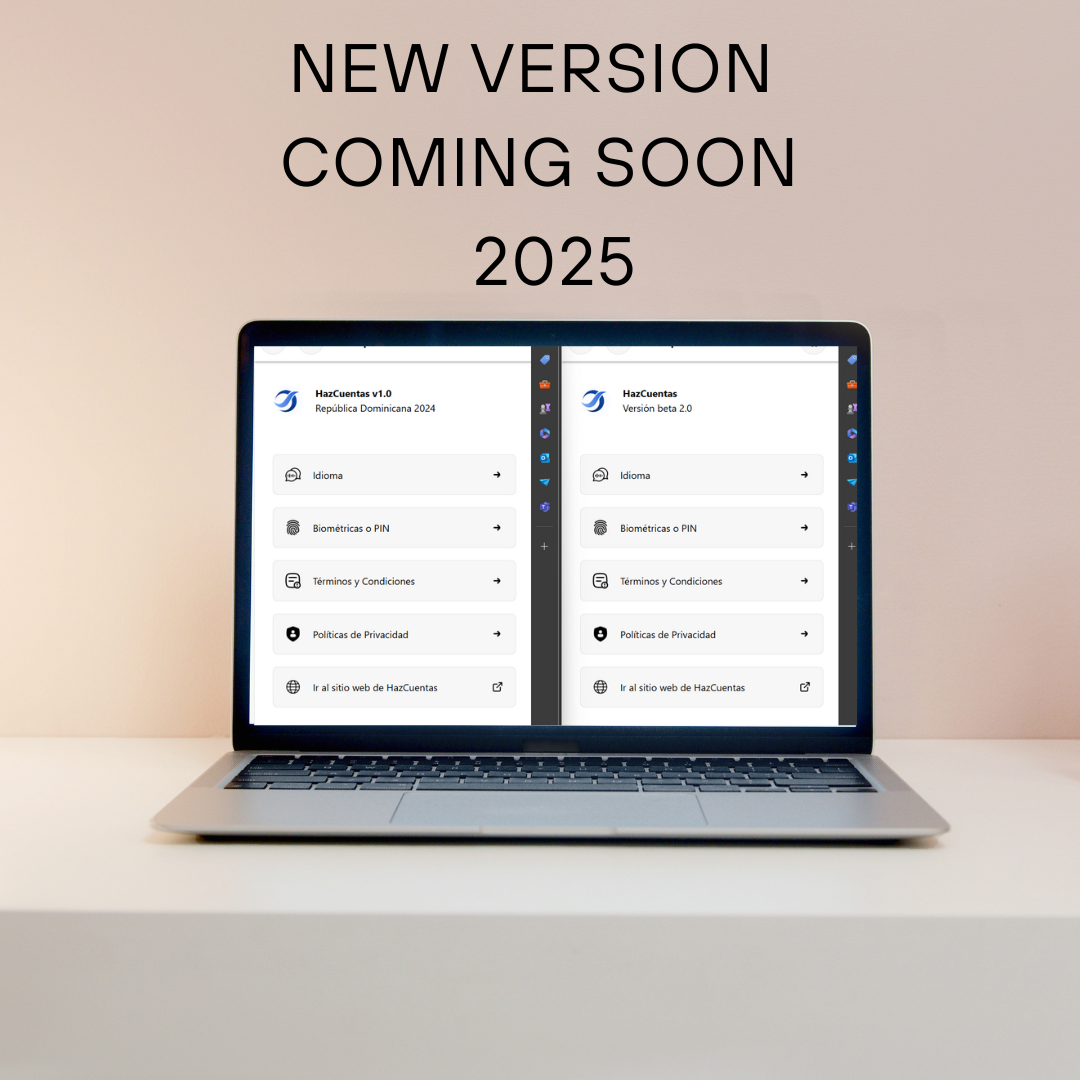 NEW VERSION
COMING SOON
2025
HazCuentas v1.0
República Dominicana 2024
Idioma
Biométricas o PIN
Términos y Condiciones
Políticas de Privacidad
Ir al sitio web de HazCuentas
HazCuentas
Versión beta 2.0
Idioma
Biométricas o PIN
Términos y Condiciones
Políticas de Privacidad
Ir al sitio web de HazCuentas